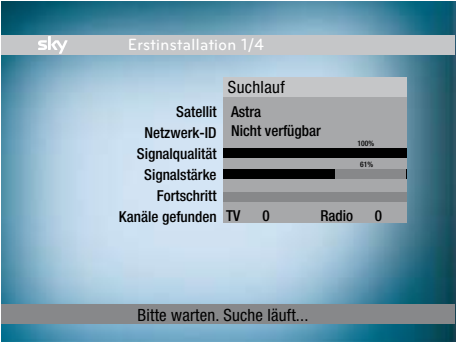 sky Erstinstallation 1/4
Suchlauf
Satellit Astra
Netzwerk-ID Nicht verfügbar
100%
Signalqualität
61%
Signalstärke
Fortschritt
Kanäle gefunden TV 0 Radio 0
Bitte warten. Suche läuft...